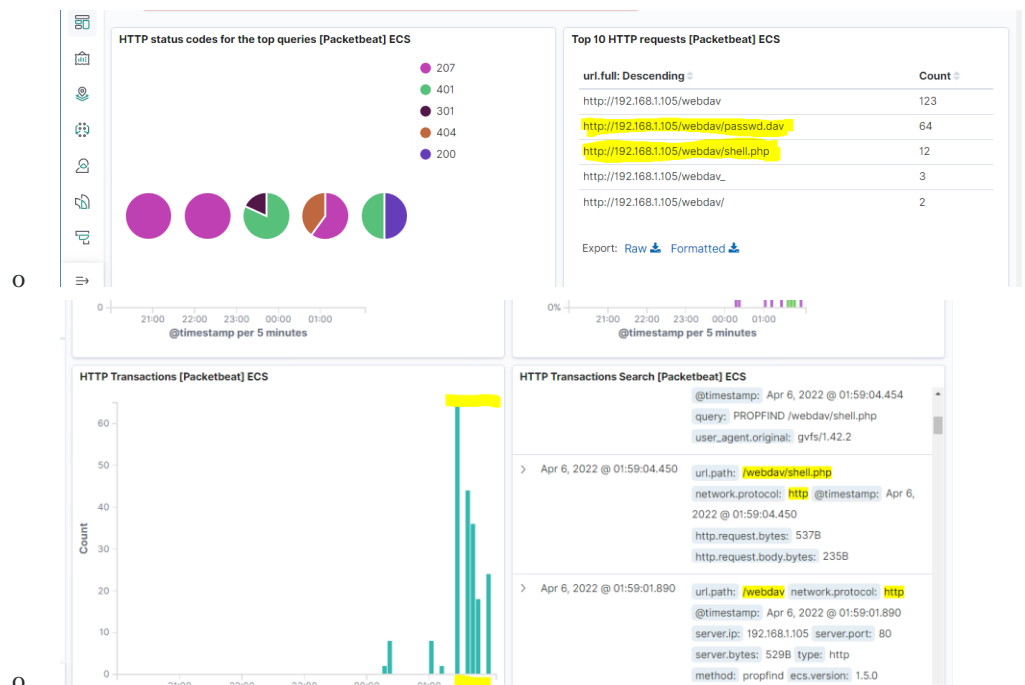 HTTP status codes for the top queries [Packetbeat] ECS
207
401
301
404
200
Top 10 HTTP requests [Packetbeat] ECS
url.full: Descending Count
http://192.168.1.105/webdav 123
http://192.168.1.105/webdav/passwd.dav 64
http://192.168.1.105/webdav/shell.php 12
http://192.168.1.105/webdav_ 3
http://192.168.1.105/webdav/ 2
Export: Raw Formatted
o
0
21:00 22:00 23:00 00:00 01:00
@timestamp per 5 minutes
0%
21:00 22:00 23:00 00:00 01:00
@timestamp per 5 minutes
HTTP Transactions [Packetbeat] ECS
60
50
40
30
20
10
0
Count
21:00 22:00 23:00 00:00 01:00
HTTP Transactions Search [Packetbeat] ECS
@timestamp: Apr 6, 2022 @ 01:59:04.454
query: PROPFIND /webdav/shell.php
user_agent.original: gvfs/1.42.2
Apr 6, 2022 @ 01:59:04.450 url.path: /webdav/shell.php
network.protocol: http @timestamp: Apr 6,
2022 @ 01:59:04.450
http.request.bytes: 537B
http.request.body.bytes: 235B
Apr 6, 2022 @ 01:59:01.890 url.path: /webdav network.protocol: http
@timestamp: Apr 6, 2022 @ 01:59:01.890
server.ip: 192.168.1.105 server.port: 80
server.bytes: 529B type: http
method: propfind ecs.version: 1.5.0
o